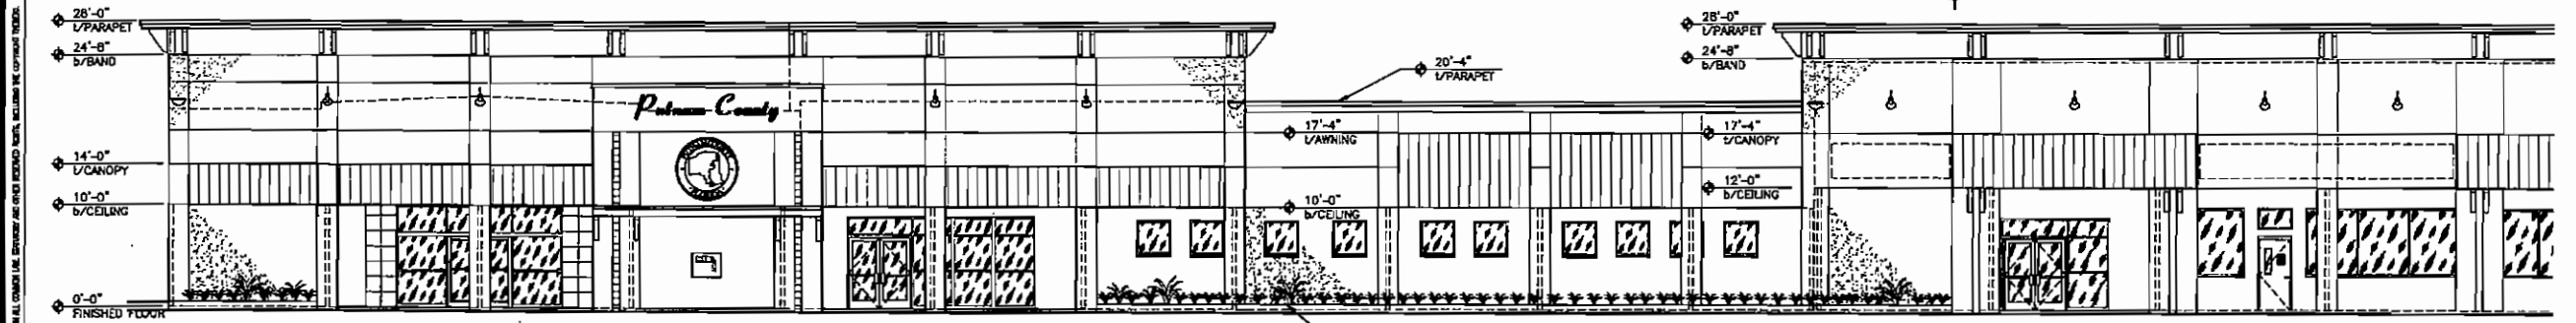 28'-0"
t/PARAPET
24'-8"
b/BAND
14'-0"
t/CANOPY
10'-0"
b/CEILING
0'-0"
FINISHED FLOOR
Putnam County
20'-4"
t/PARAPET
17'-4"
t/AWNING
10'-0"
b/CEILING
28'-0"
t/PARAPET
24'-8"
b/BAND
17'-4"
t/CANOPY
12'-0"
b/CEILING